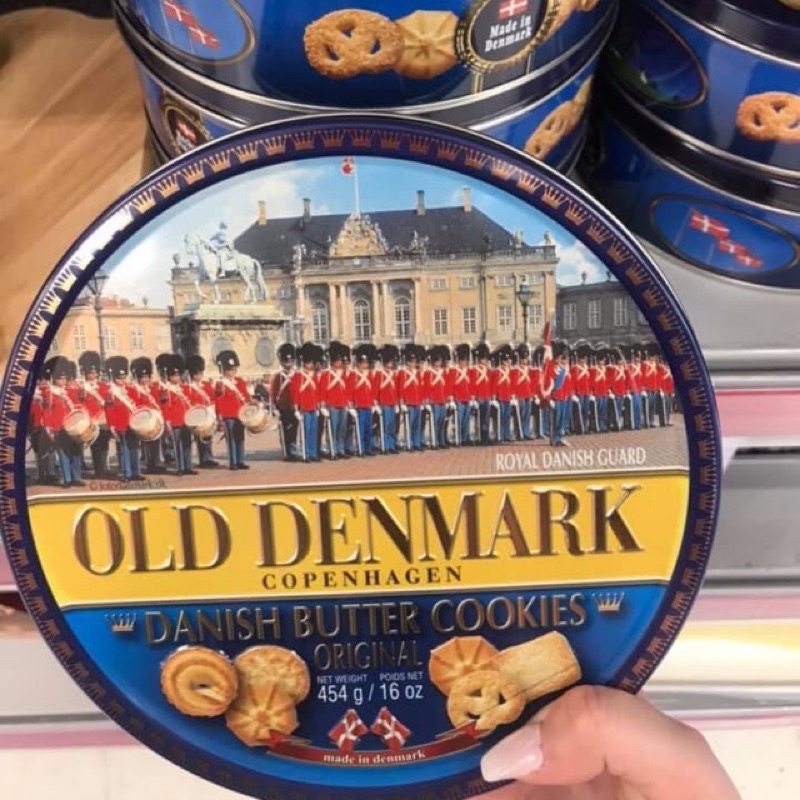 Made in
Denmark
ROYAL DANISH GUARD
OLD DENMARK
COPENHAGEN
DANISH BUTTER COOKIES
ORIGINAL
NET WEIGHT POIDS NET
454 g / 16 oz
made in denmark